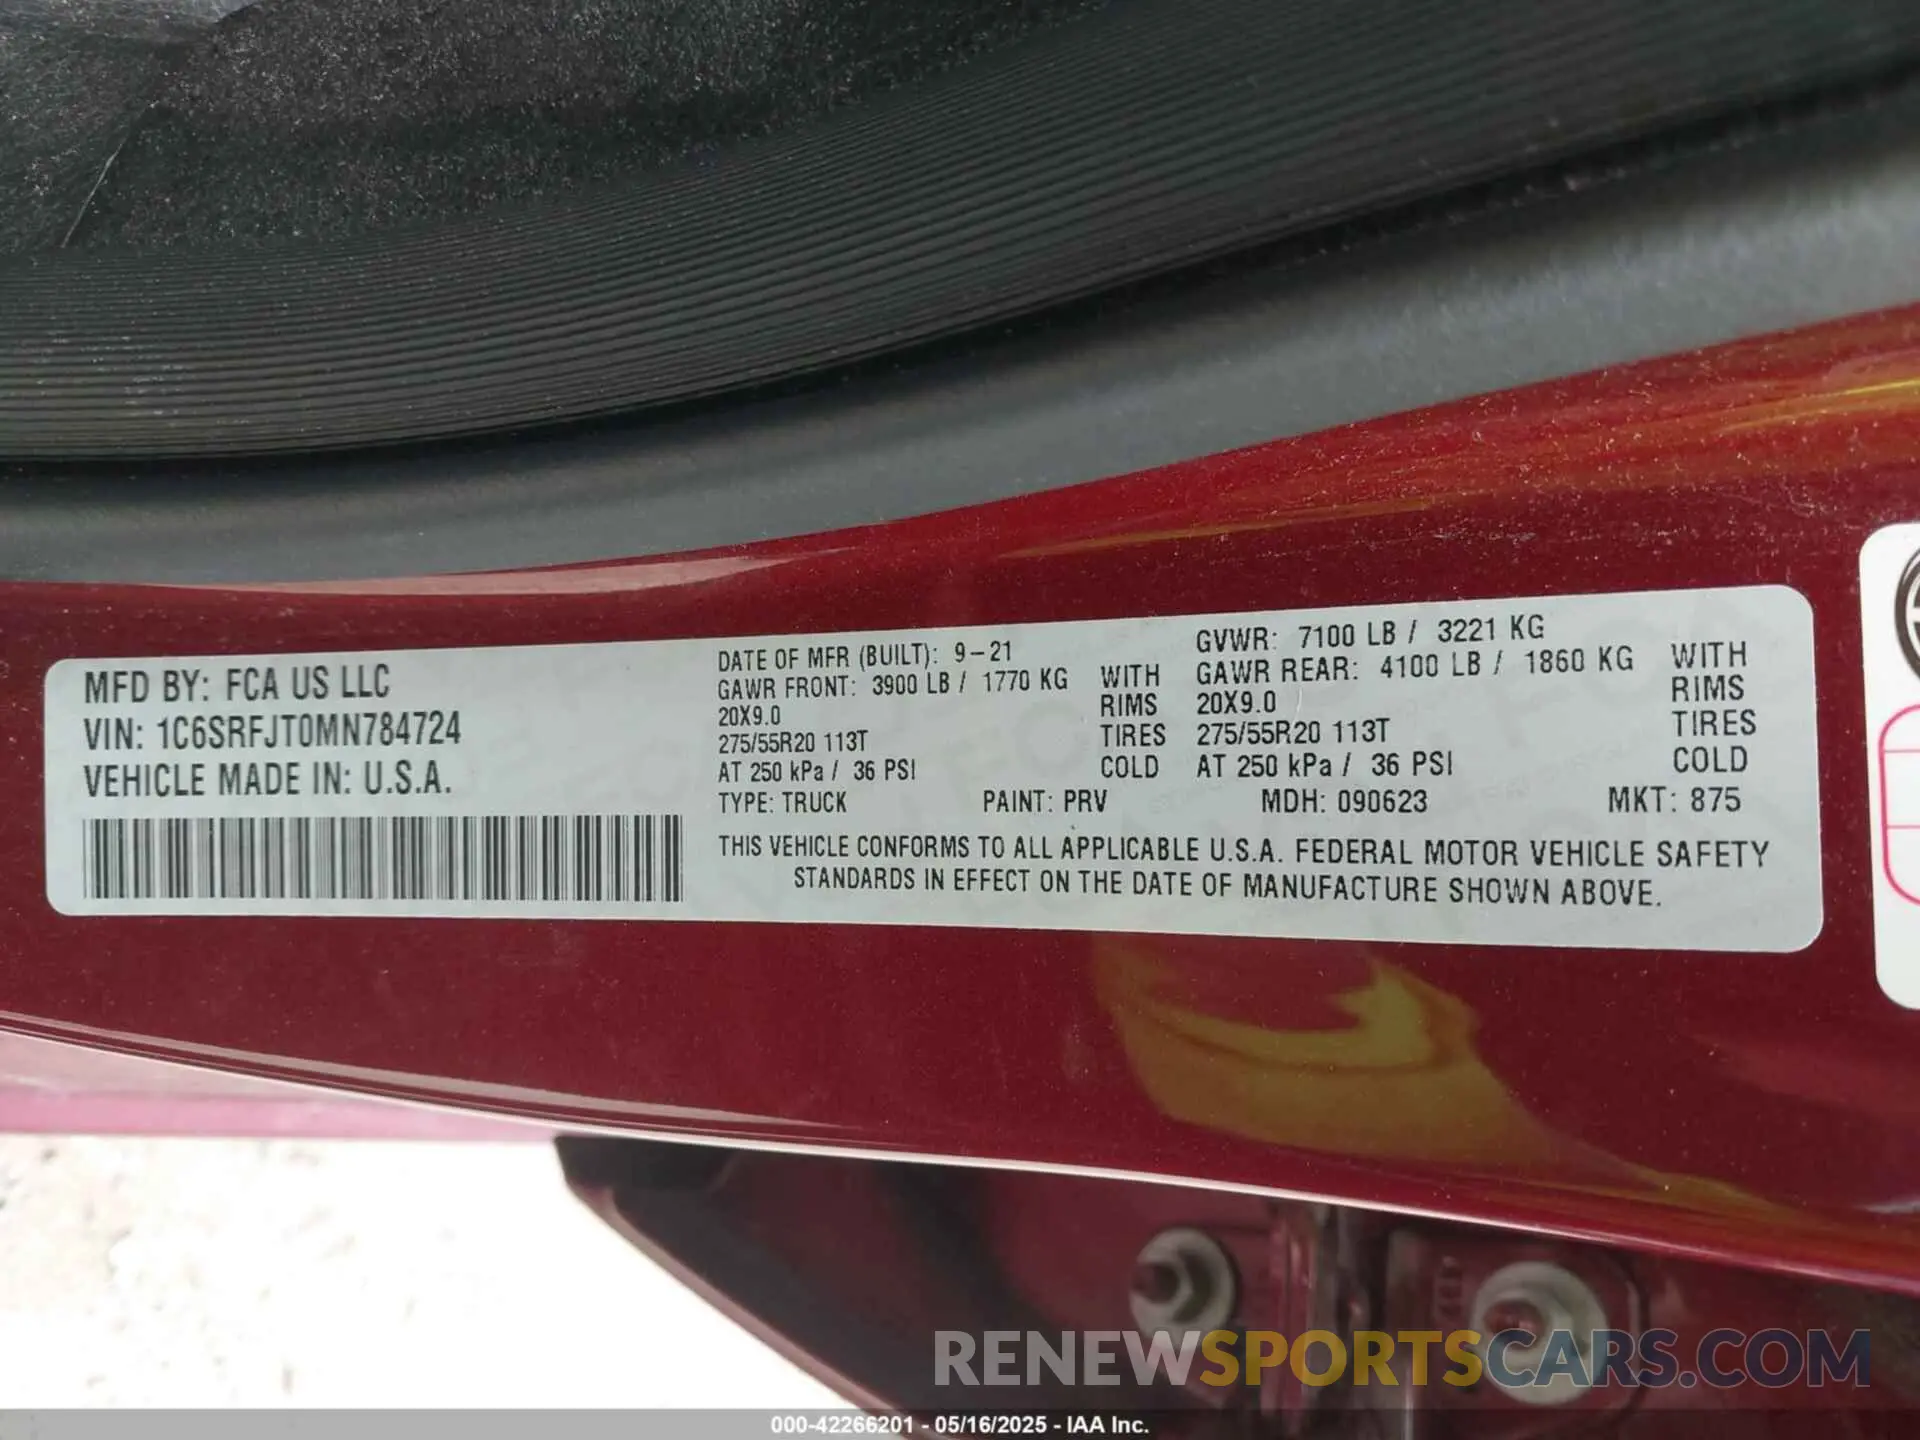 MFD BY: FCA US LLC
VIN: 1C6SRFJT0MN784724
VEHICLE MADE IN: U.S.A.
DATE OF MFR (BUILT): 9-21
GAWR FRONT: 3900 LB / 1770 KG WITH
20X9.0 RIMS
275/55R20 113T TIRES
AT 250 kPa / 36 PSI COLD
GVWR: 7100 LB / 3221 KG
GAWR REAR: 4100 LB / 1860 KG WITH
20X9.0 RIMS
275/55R20 113T TIRES
AT 250 kPa / 36 PSI COLD
TYPE: TRUCK PAINT: PRV MDH: 090623 MKT: 875
THIS VEHICLE CONFORMS TO ALL APPLICABLE U.S.A. FEDERAL MOTOR VEHICLE SAFETY
STANDARDS IN EFFECT ON THE DATE OF MANUFACTURE SHOWN ABOVE.
RENEWSPORTSCARS.COM
000-42266201 - 05/16/2025 - IAA Inc.